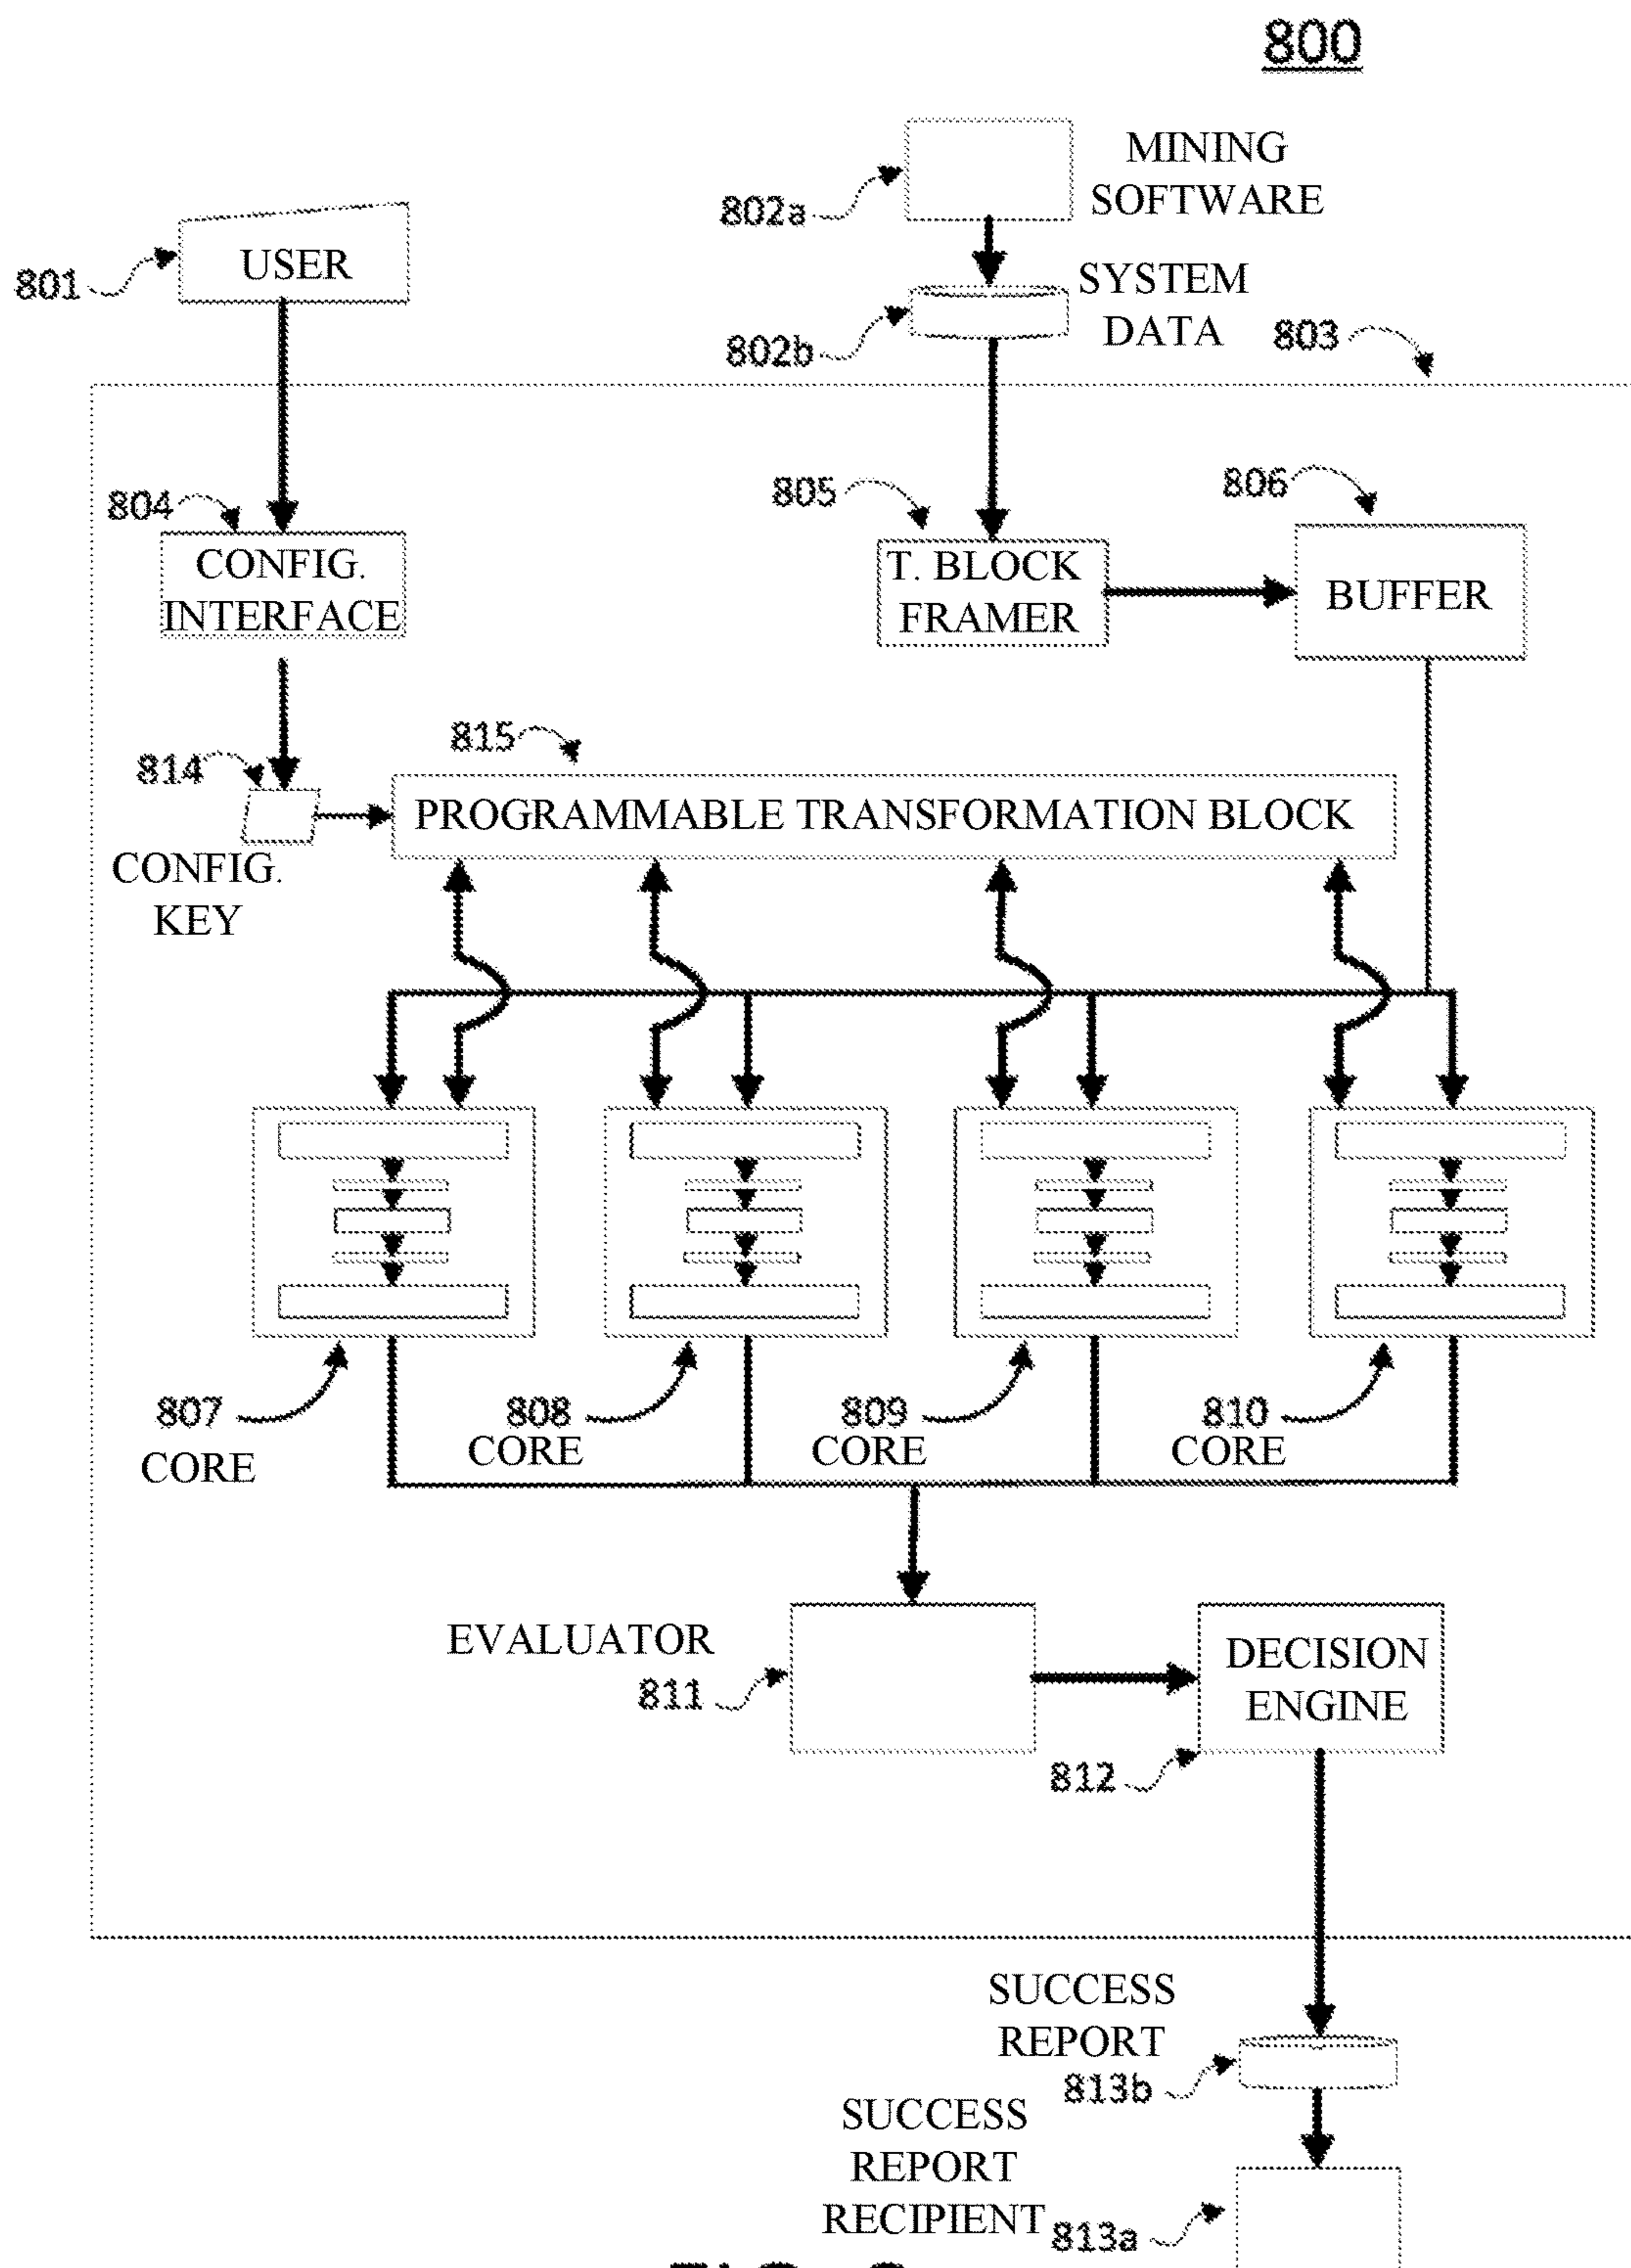 800
MINING
SOFTWARE
802a
USER
801
SYSTEM
DATA
802b
803
804
805
806
CONFIG.
INTERFACE
T. BLOCK
FRAMER
BUFFER
815
814
PROGRAMMABLE TRANSFORMATION BLOCK
CONFIG.
KEY
807
CORE
808
CORE
809
CORE
810
CORE
EVALUATOR
811
DECISION
ENGINE
812
SUCCESS
REPORT
813b
SUCCESS
REPORT
RECIPIENT
813a